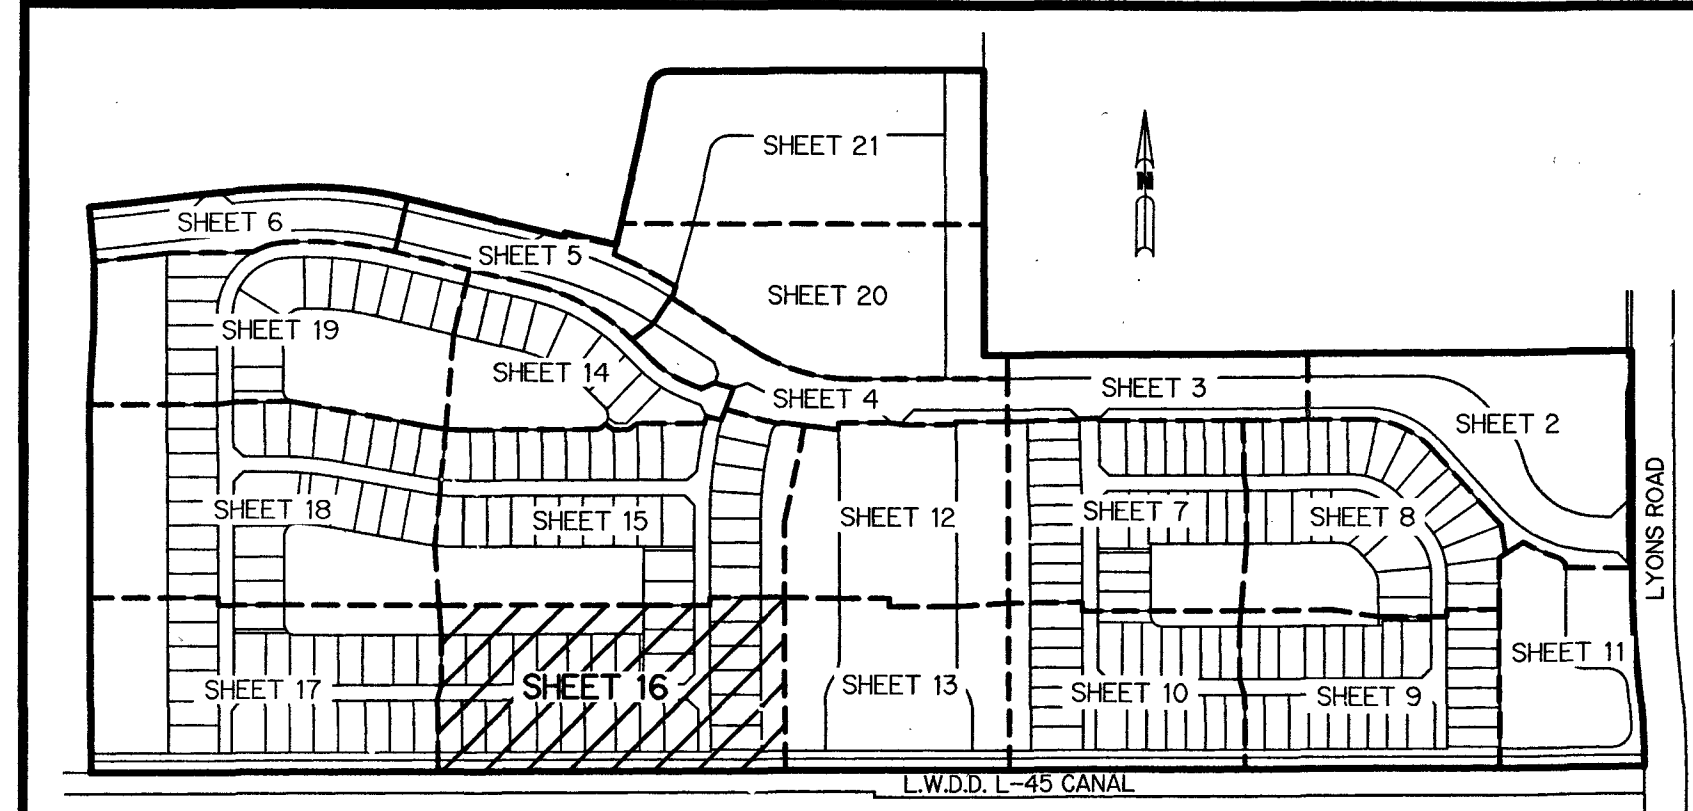 SHEET 21
N
SHEET 6
SHEET 5
SHEET 20
SHEET 19
SHEET 14
SHEET 4
SHEET 3
SHEET 2
SHEET 18
SHEET 15
SHEET 12
SHEET 7
SHEET 8
LYONS ROAD
SHEET 17
SHEET 16
SHEET 13
SHEET 10
SHEET 9
SHEET 11
L.W.D.D. L-45 CANAL